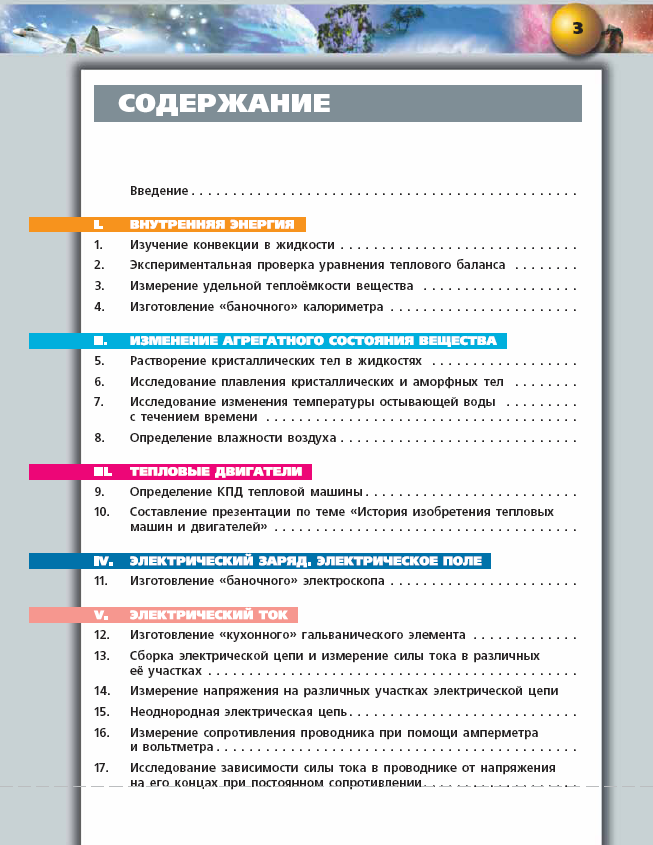 3
СОДЕРЖАНИЕ
Введение . . . . . . . . . . . . . . . . . . . . . . . . . . . . . . . . . . . . . . . . . . . . . . .
I. ВНУТРЕННЯЯ ЭНЕРГИЯ
1. Изучение конвекции в жидкости . . . . . . . . . . . . . . . . . . . . . . . . . . . . .
2. Экспериментальная проверка уравнения теплового баланса . . . . . . . .
3. Измерение удельной теплоёмкости вещества . . . . . . . . . . . . . . . . . . .
4. Изготовление «баночного» калориметра . . . . . . . . . . . . . . . . . . . . . . .
II. ИЗМЕНЕНИЕ АГРЕГАТНОГО СОСТОЯНИЯ ВЕЩЕСТВА
5. Растворение кристаллических тел в жидкостях . . . . . . . . . . . . . . . . . .
6. Исследование плавления кристаллических и аморфных тел . . . . . . . .
7. Исследование изменения температуры остывающей воды . . . . . . . . .
с течением времени . . . . . . . . . . . . . . . . . . . . . . . . . . . . . . . . . . . . . .
8. Определение влажности воздуха . . . . . . . . . . . . . . . . . . . . . . . . . . . . .
III. ТЕПЛОВЫЕ ДВИГАТЕЛИ
9. Определение КПД тепловой машины . . . . . . . . . . . . . . . . . . . . . . . . . .
10. Составление презентации по теме «История изобретения тепловых
машин и двигателей» . . . . . . . . . . . . . . . . . . . . . . . . . . . . . . . . . . . . .
IV. ЭЛЕКТРИЧЕСКИЙ ЗАРЯД. ЭЛЕКТРИЧЕСКОЕ ПОЛЕ
11. Изготовление «баночного» электроскопа . . . . . . . . . . . . . . . . . . . . . . .
V. ЭЛЕКТРИЧЕСКИЙ ТОК
12. Изготовление «кухонного» гальванического элемента . . . . . . . . . . . . .
13. Сборка электрической цепи и измерение силы тока в различных
её участках . . . . . . . . . . . . . . . . . . . . . . . . . . . . . . . . . . . . . . . . . . . . .
14. Измерение напряжения на различных участках электрической цепи
15. Неоднородная электрическая цепь . . . . . . . . . . . . . . . . . . . . . . . . . . . .
16. Измерение сопротивления проводника при помощи амперметра
и вольтметра . . . . . . . . . . . . . . . . . . . . . . . . . . . . . . . . . . . . . . . . . . . .
17. Исследование зависимости силы тока в проводнике от напряжения
на его концах при постоянном сопротивлении . . . . . . . . . . . . . . . . . . .